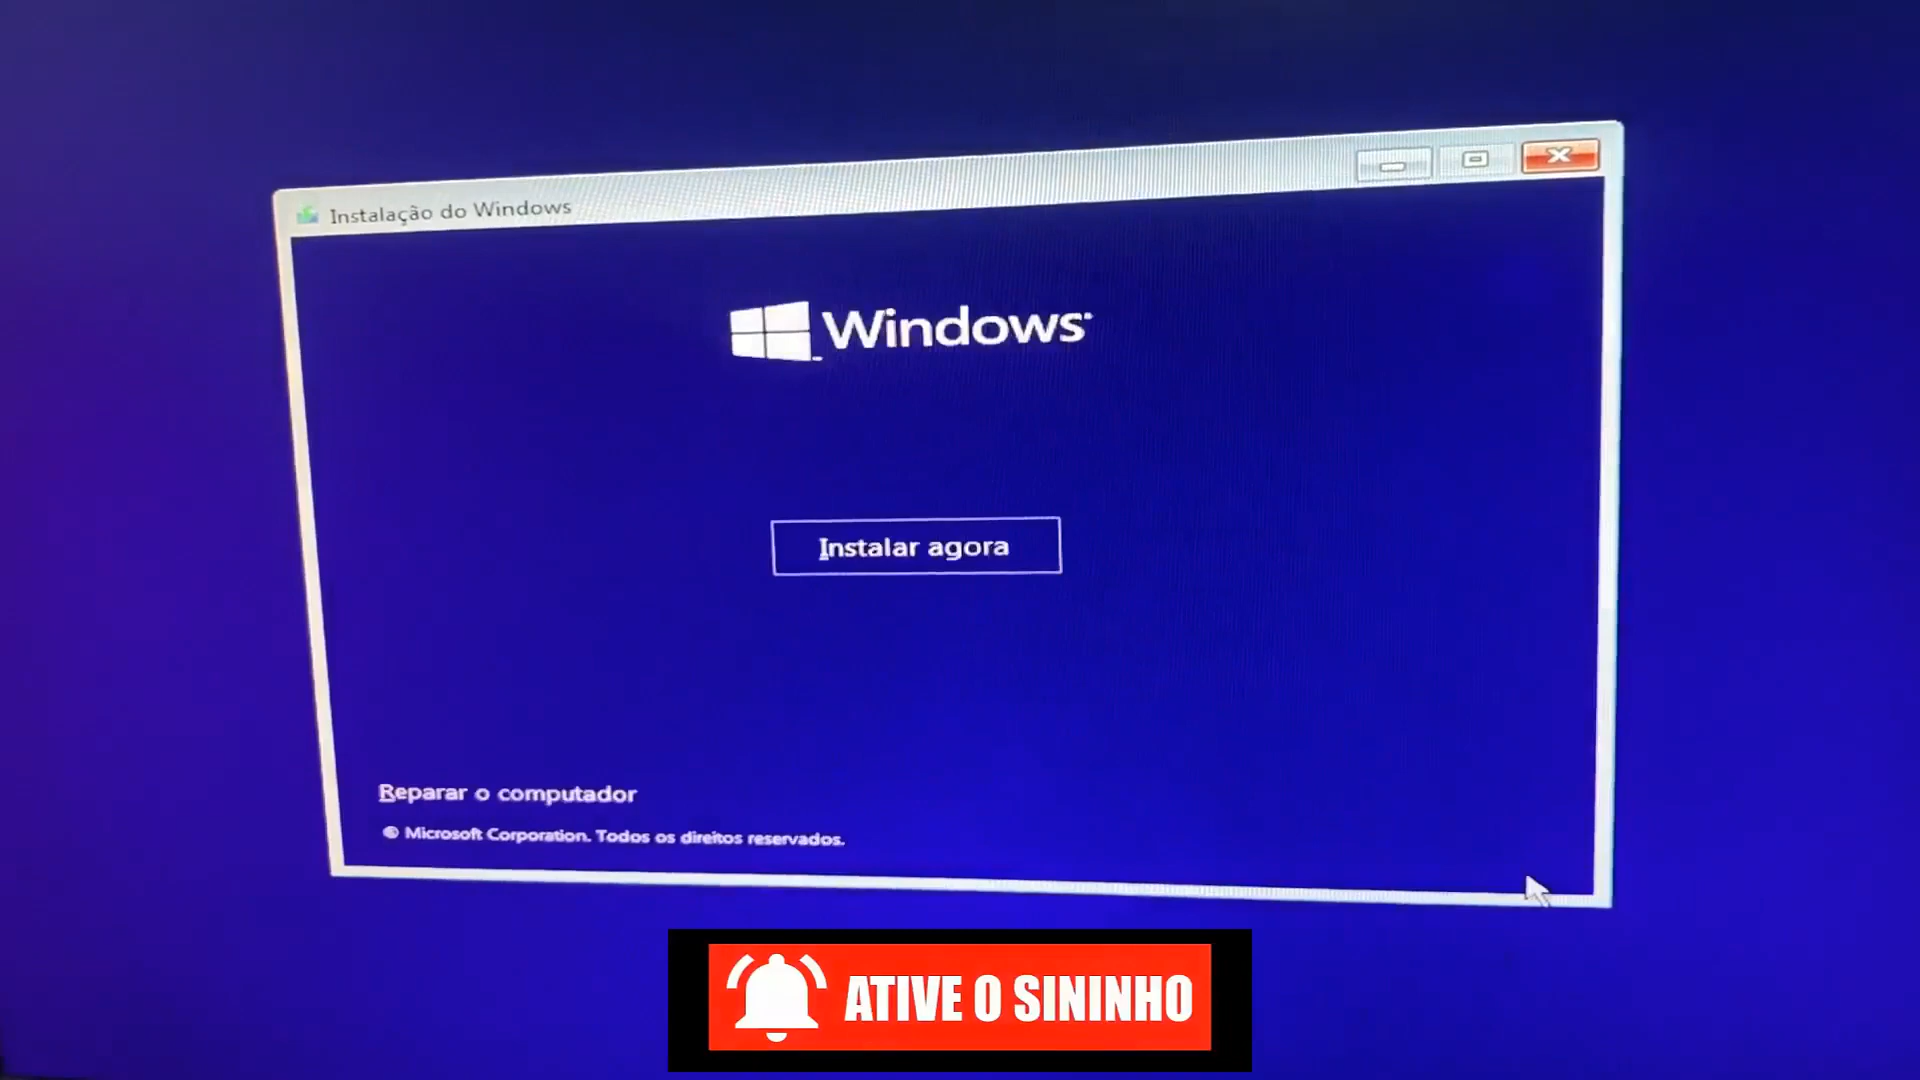 Instalação do Windows
Windows
Instalar agora
Reparar o computador
© Microsoft Corporation. Todos os direitos reservados.
ATIVE O SININHO